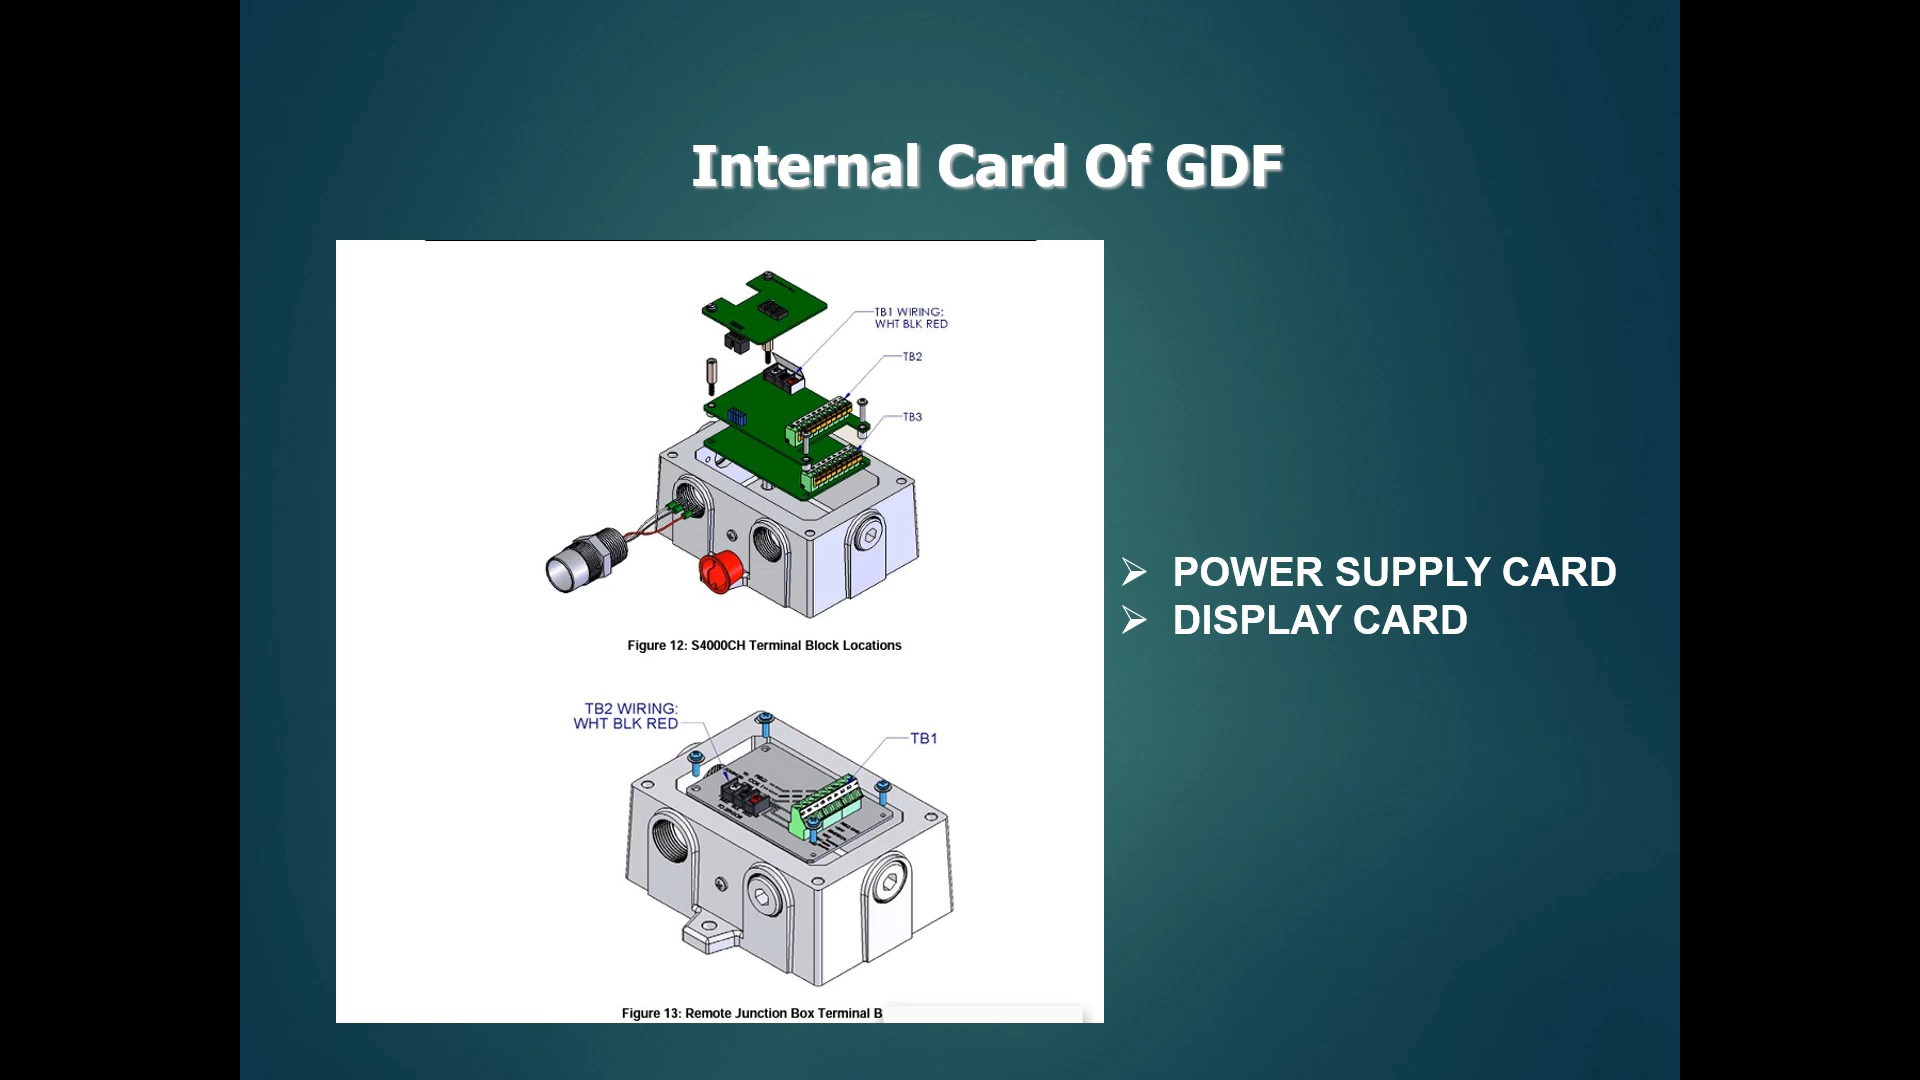 Internal Card Of GDF
TB1 WIRING:
WHT BLK RED
TB2
TB3
Figure 12: S4000CH Terminal Block Locations
➢ POWER SUPPLY CARD
➢ DISPLAY CARD
TB2 WIRING:
WHT BLK RED
TB1
Figure 13: Remote Junction Box Terminal B